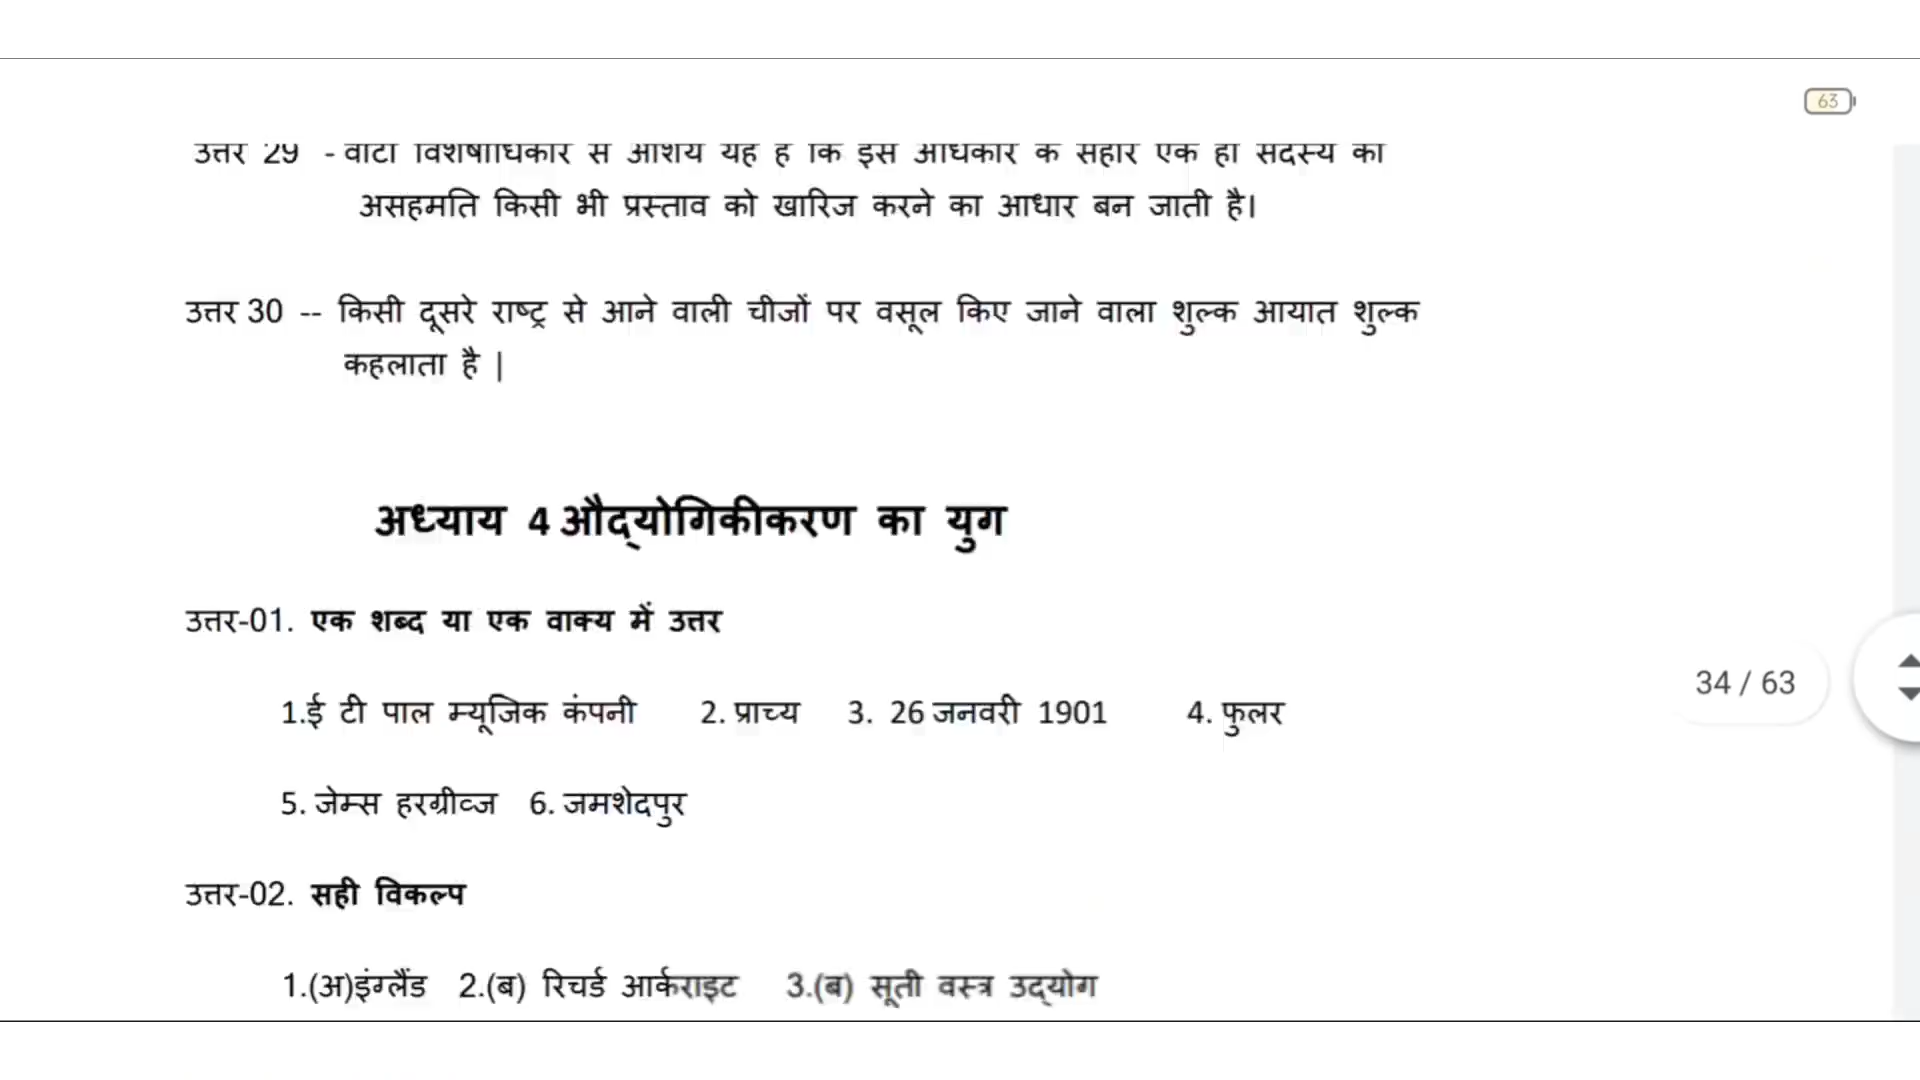 63
उत्तर 29 - वीटो विशेषाधिकार से आशय यह है कि इस अधिकार के सहारे एक ही सदस्य की
असहमति किसी भी प्रस्ताव को खारिज करने का आधार बन जाती है।
उत्तर 30 -- किसी दूसरे राष्ट्र से आने वाली चीजों पर वसूल किए जाने वाला शुल्क आयात शुल्क
कहलाता है |
अध्याय 4 औद्योगिकीकरण का युग
उत्तर-01. एक शब्द या एक वाक्य में उत्तर
34 / 63
1.ई टी पाल म्यूजिक कंपनी 2. प्राच्य 3. 26 जनवरी 1901 4. फुलर
5. जेम्स हरग्रीव्ज 6. जमशेदपुर
उत्तर-02. सही विकल्प
1.(अ)इंग्लैंड 2.(ब) रिचर्ड आर्कराइट 3.(ब) सूती वस्त्र उद्योग